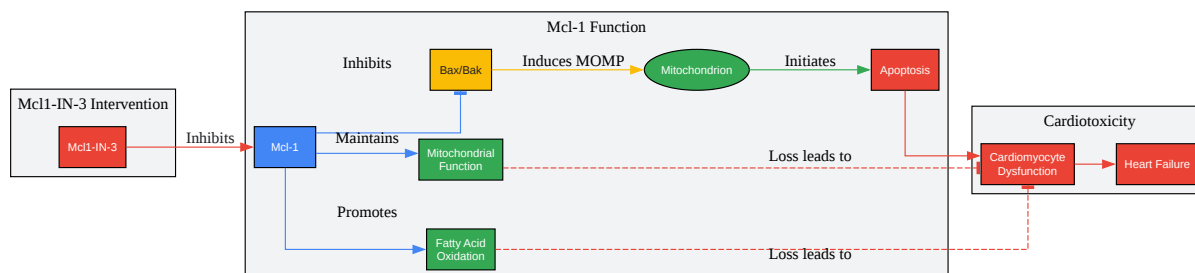 Mcl-1 Function
Inhibits
Bax/Bak
Induces MOMP
Mitochondrion
Initiates
Apoptosis
Mcl1-IN-3 Intervention
Mcl1-IN-3
Inhibits
Mcl-1
Maintains
Mitochondrial
Function
Loss leads to
Cardiotoxicity
Cardiomyocyte
Dysfunction
Heart Failure
Promotes
Fatty Acid
Oxidation
Loss leads to